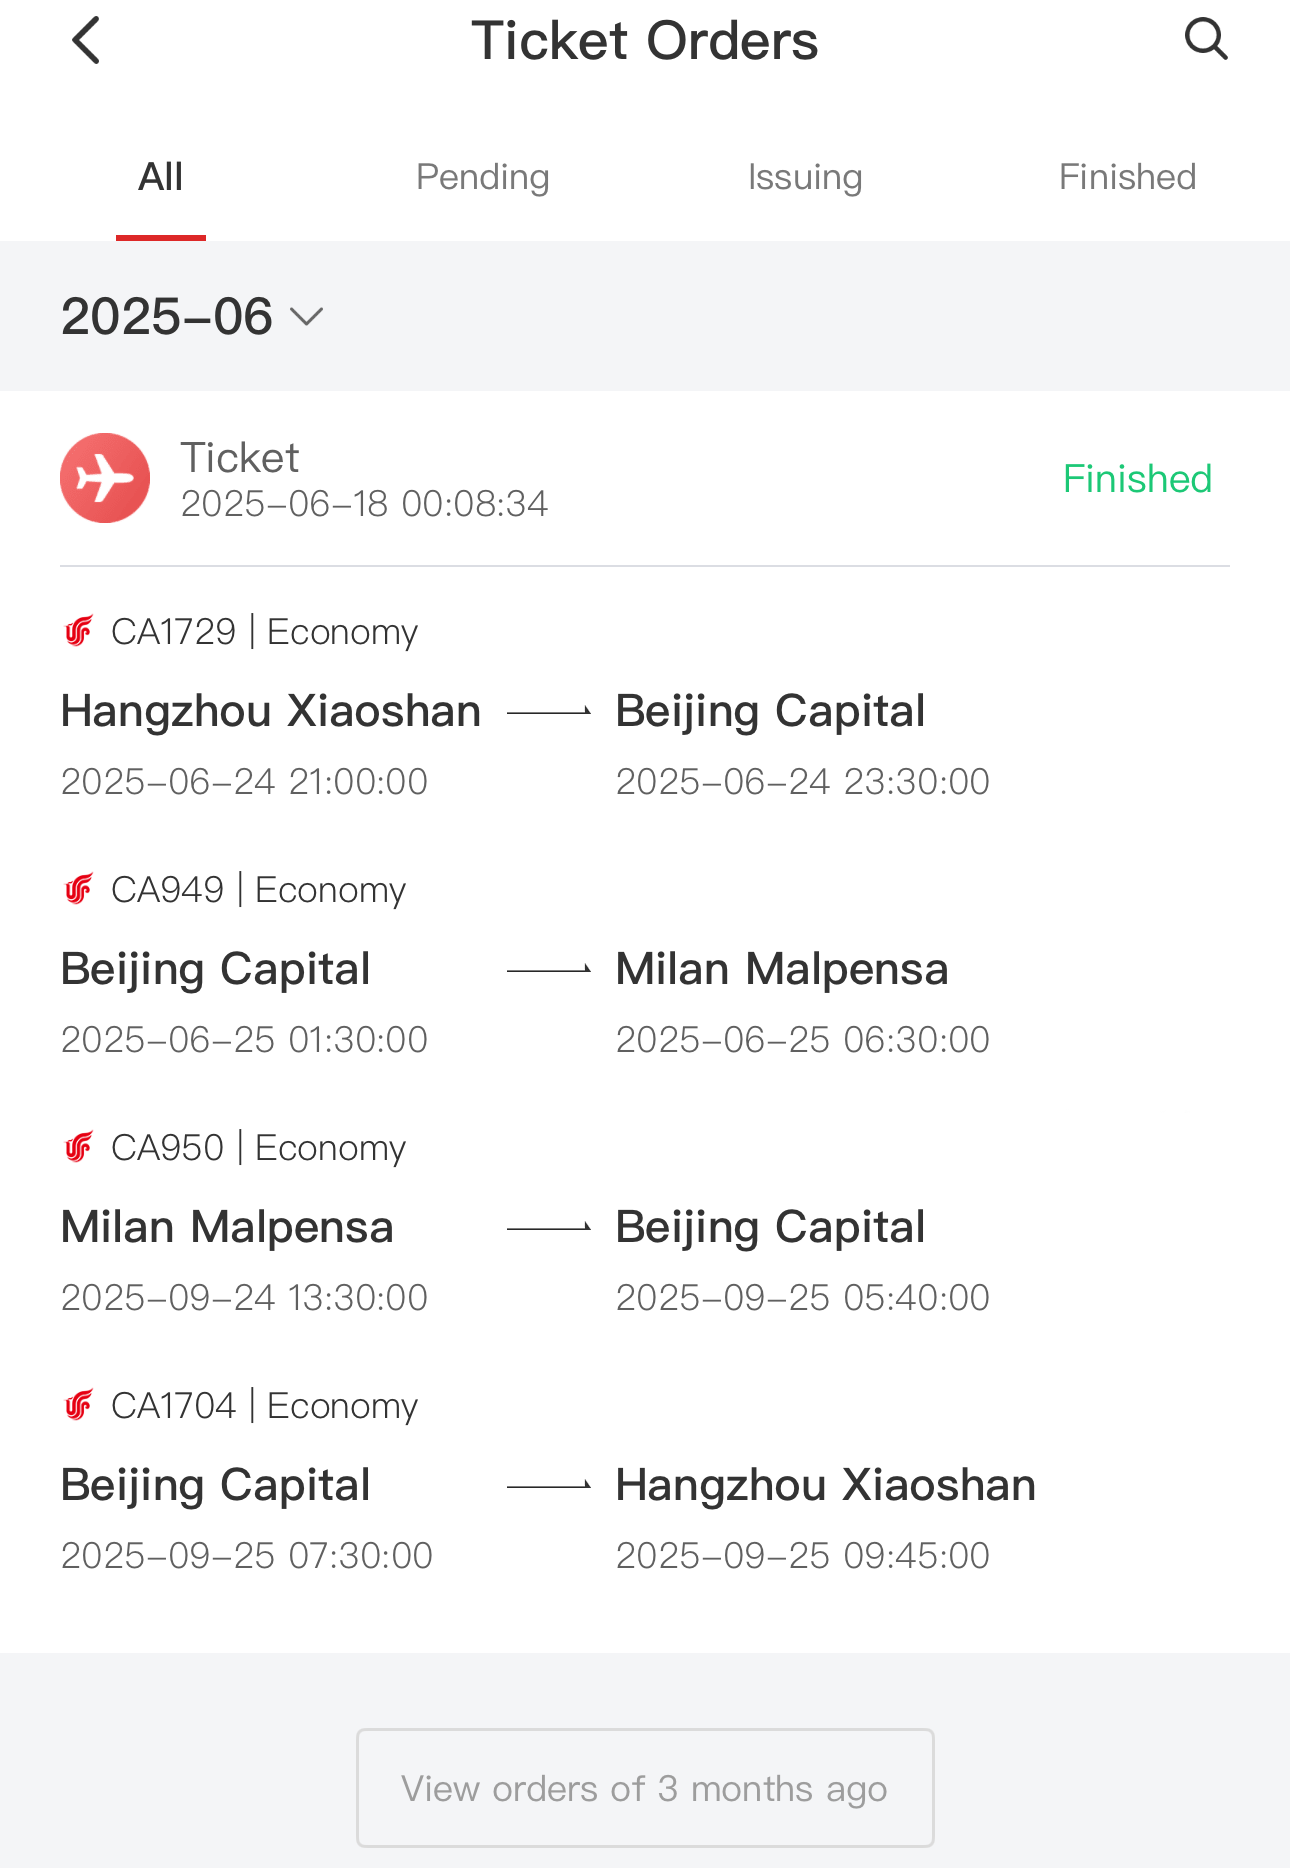 Ticket Orders
All Pending Issuing Finished
2025-06
Ticket
2025-06-18 00:08:34
Finished
CA1729 | Economy
Hangzhou Xiaoshan Beijing Capital
2025-06-24 21:00:00 2025-06-24 23:30:00
CA949 | Economy
Beijing Capital Milan Malpensa
2025-06-25 01:30:00 2025-06-25 06:30:00
CA950 | Economy
Milan Malpensa Beijing Capital
2025-09-24 13:30:00 2025-09-25 05:40:00
CA1704 | Economy
Beijing Capital Hangzhou Xiaoshan
2025-09-25 07:30:00 2025-09-25 09:45:00
View orders of 3 months ago